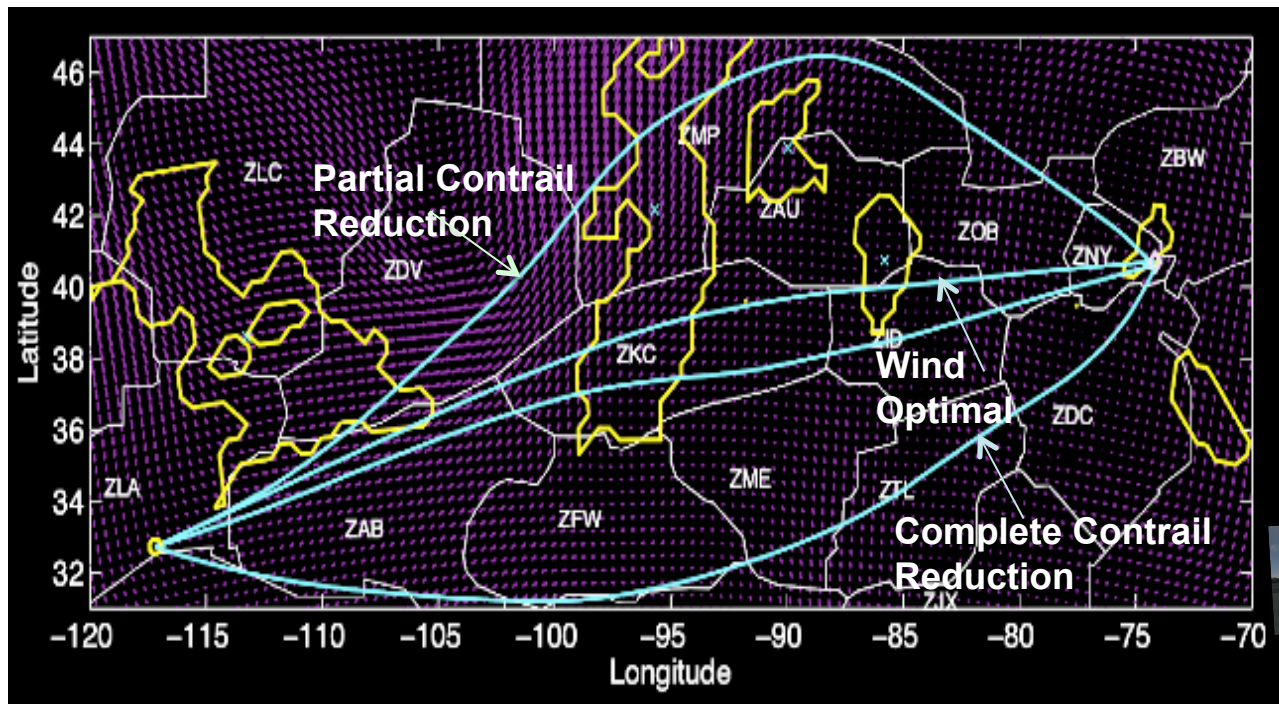 46
44
42
40
38
36
34
32
Latitude
ZMP
ZBW
ZLC
Partial Contrail
Reduction
ZAU
ZOB
ZNY
ZDV
ZKC
ZID
Wind
Optimal
ZDC
ZLA
ZAB
ZFW
ZME
ZTL
Complete Contrail
Reduction
ZJX
−120 −115 −110 −105 −100 −95 −90 −85 −80 −75 −70
Longitude